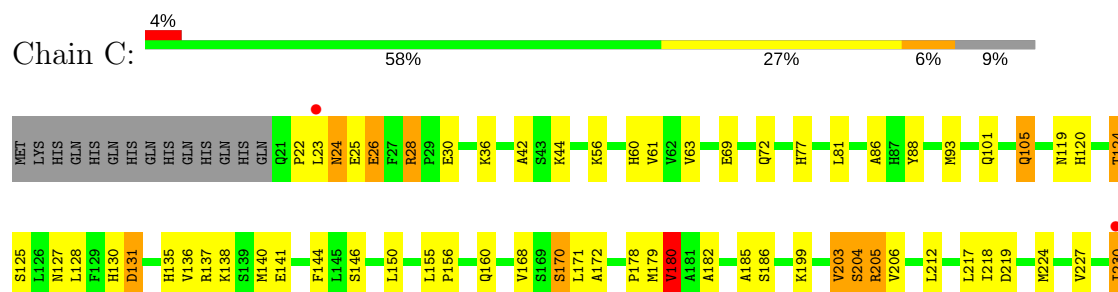 4%
Chain C:
58% 27% 6% 9%
MET LYS HIS GLN HIS GLN HIS GLN HIS GLN HIS GLN HIS GLN Q21 P22 L23 N24 E25 E26 F27 R28 P29 E30 K36 A42 S43 K44 K56 H60 V61 V62 V63 E69 Q72 H77 L81 A86 H87 Y88 M93 Q101 Q105 N119 H120 T124
S125 L126 N127 L128 F129 H130 D131 H135 V136 R137 K138 S139 M140 E141 F144 L145 S146 L150 L155 P156 Q160 V168 S169 S170 L171 A172 P178 M179 V180 A181 A182 A185 S186 K199 V203 S204 R205 V206 L212 L217 I218 D219 M224 V227